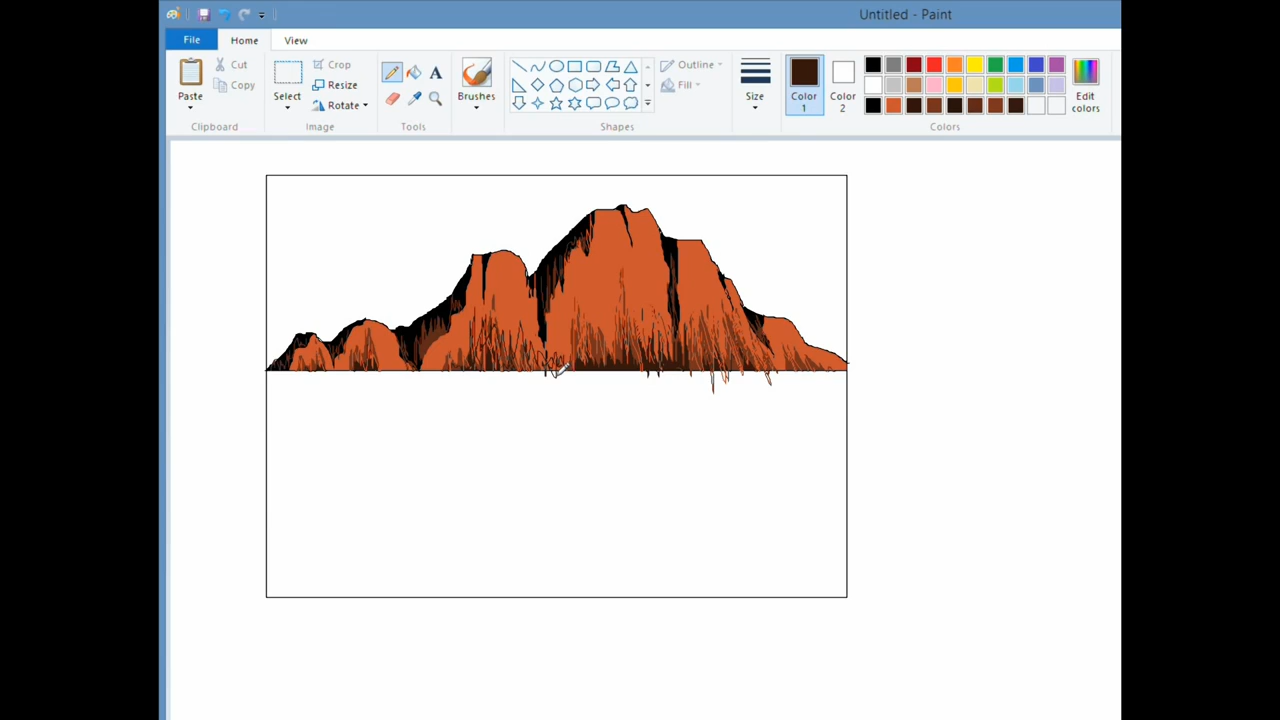 Untitled - Paint
File Home View
Paste Cut Copy Select Crop Resize Rotate A Brushes Outline Fill Size Color 1 Color 2 Edit colors
Clipboard Image Tools Shapes Colors